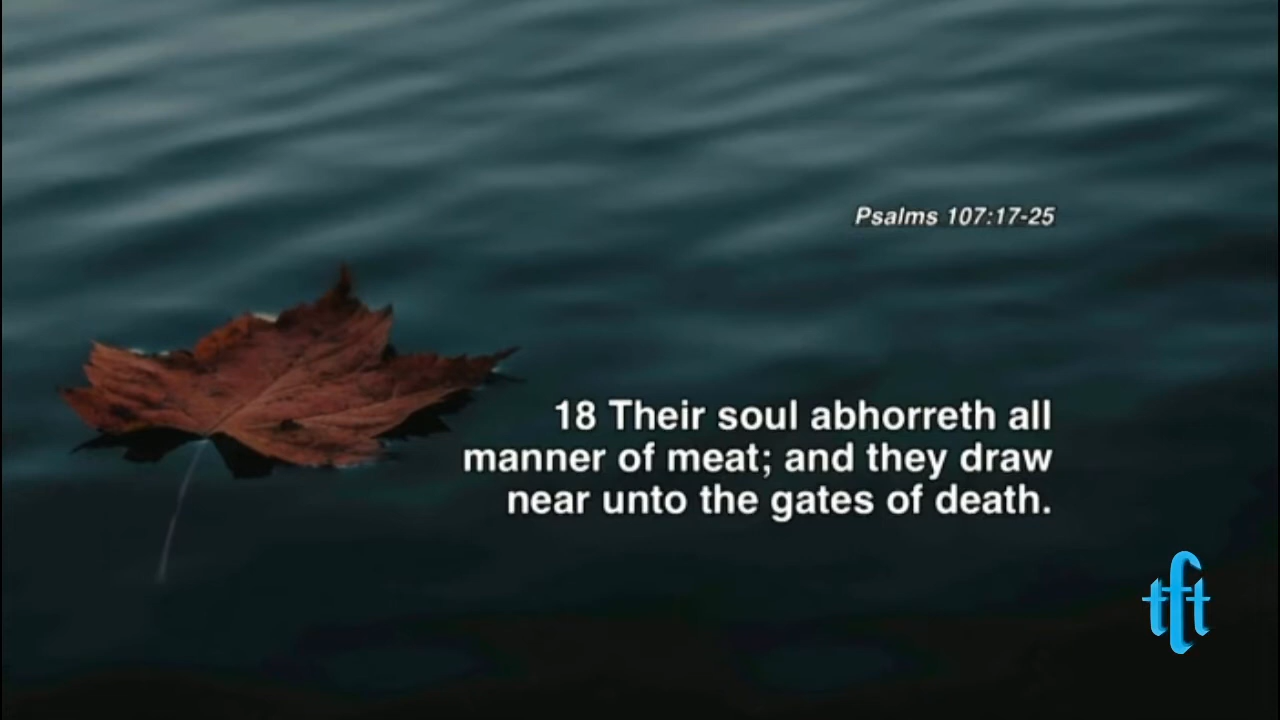 Psalms 107:17-25
18 Their soul abhorreth all
manner of meat; and they draw
near unto the gates of death.
tft